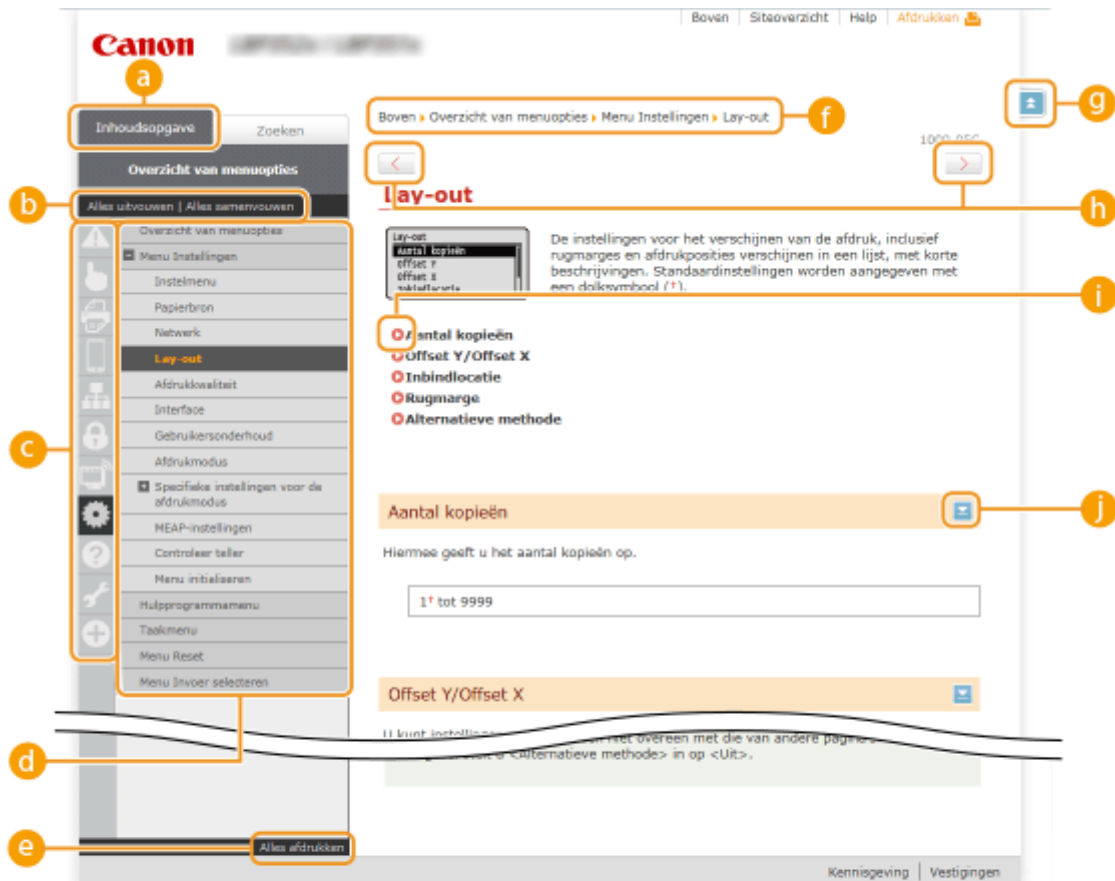 Boven | Siteoverzicht | Help | Afdrukken
Canon
a
g
Inhoudsopgave
Zoeken
Boven ▸ Overzicht van menuopties ▸ Menu Instellingen ▸ Lay-out
f
Overzicht van menuopties
h
b
Alles uitvouwen | Alles samenvouwen
Lay-out
c
Overzicht van menuopties
Menu Instellingen
Instelmenu
Papierbron
Netwerk
Lay-out
Afdrukkwaliteit
Interface
Gebruikersonderhoud
Afdrukmodus
Specifieke instellingen voor de
afdrukmodus
MEAP-instellingen
Controleer teller
Menu initialiseren
Hulpprogrammamenu
Taakmenu
Menu Reset
Menu Invoer selecteren
d
e
Alles afdrukken
Lay-out
Aantal kopieën
Offset Y
Offset X
De instellingen voor het verschijnen van de afdruk, inclusief
rugmarges en afdrukposities verschijnen in een lijst, met korte
beschrijvingen. Standaardinstellingen worden aangegeven met
een dolksymbool (†).
i
Aantal kopieën
Offset Y/Offset X
Inbindlocatie
Rugmarge
Alternatieve methode
Aantal kopieën
j
Hiermee geeft u het aantal kopieën op.
1† tot 9999
Offset Y/Offset X
U kunt
overeen met die van andere
<Alternatieve methode> in op <Uit>.
Kennisgeving | Vestigingen